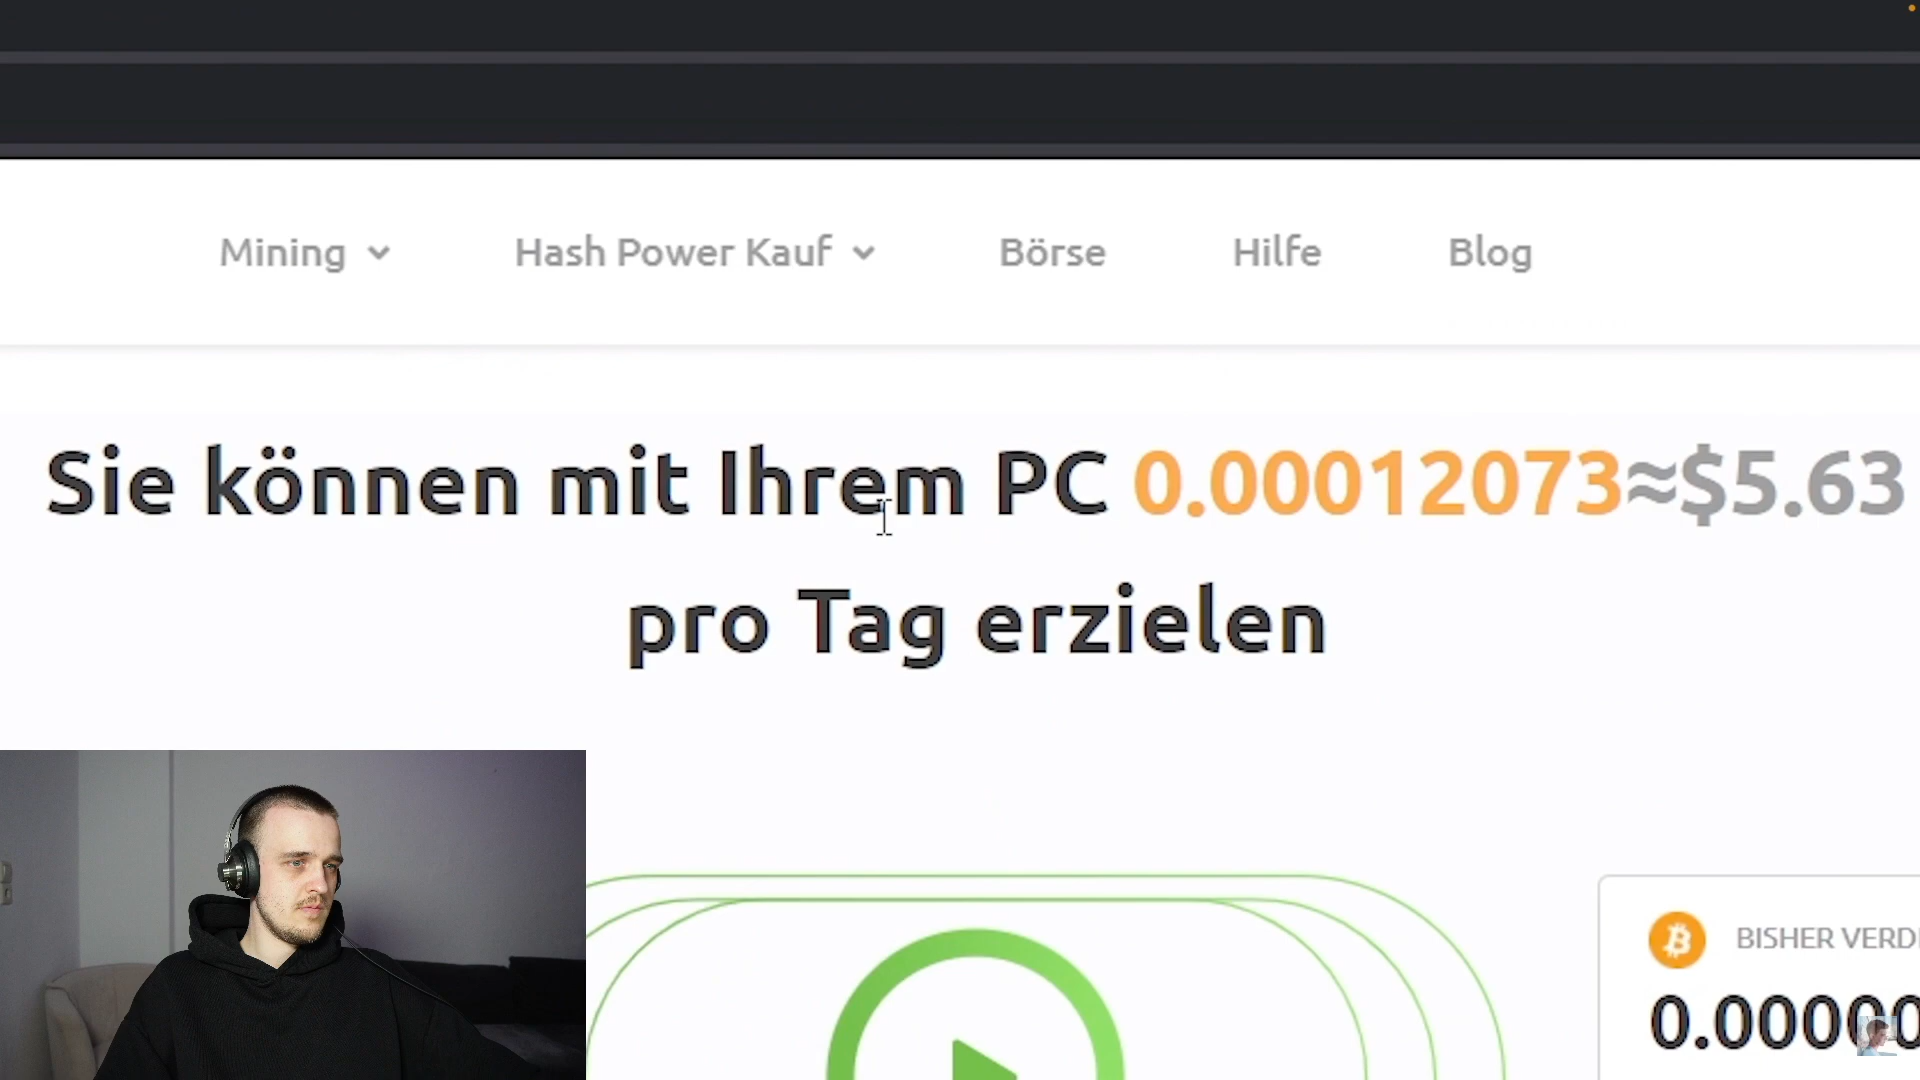 Mining
Hash Power Kauf
Börse
Hilfe
Blog
Sie können mit Ihrem PC 0.00012073≈$5.63
pro Tag erzielen
BISHER VERD
0.0000